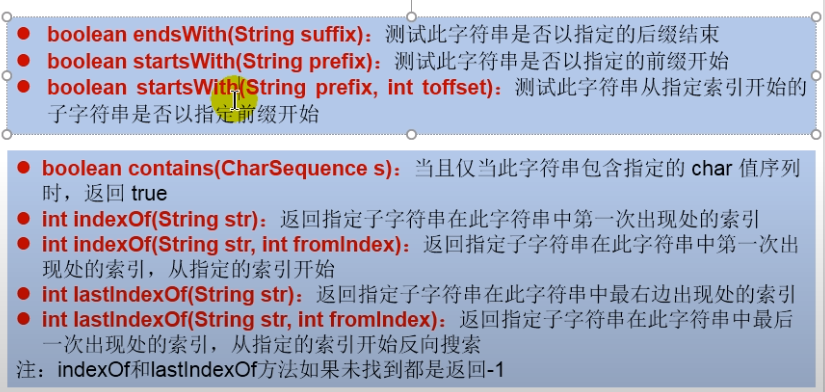 ● boolean endsWith(String suffix)：测试此字符串是否以指定的后缀结束
● boolean startsWith(String prefix)：测试此字符串是否以指定的前缀开始
● boolean startsWith(String prefix, int toffset)：测试此字符串从指定索引开始的
子字符串是否以指定前缀开始
● boolean contains(CharSequence s)：当且仅当此字符串包含指定的 char 值序列
时，返回 true
● int indexOf(String str)：返回指定子字符串在此字符串中第一次出现处的索引
● int indexOf(String str, int fromIndex)：返回指定子字符串在此字符串中第一次出
现处的索引，从指定的索引开始
● int lastIndexOf(String str)：返回指定子字符串在此字符串中最右边出现处的索引
● int lastIndexOf(String str, int fromIndex)：返回指定子字符串在此字符串中最后
一次出现处的索引，从指定的索引开始反向搜索
注：indexOf和lastIndexOf方法如果未找到都是返回-1